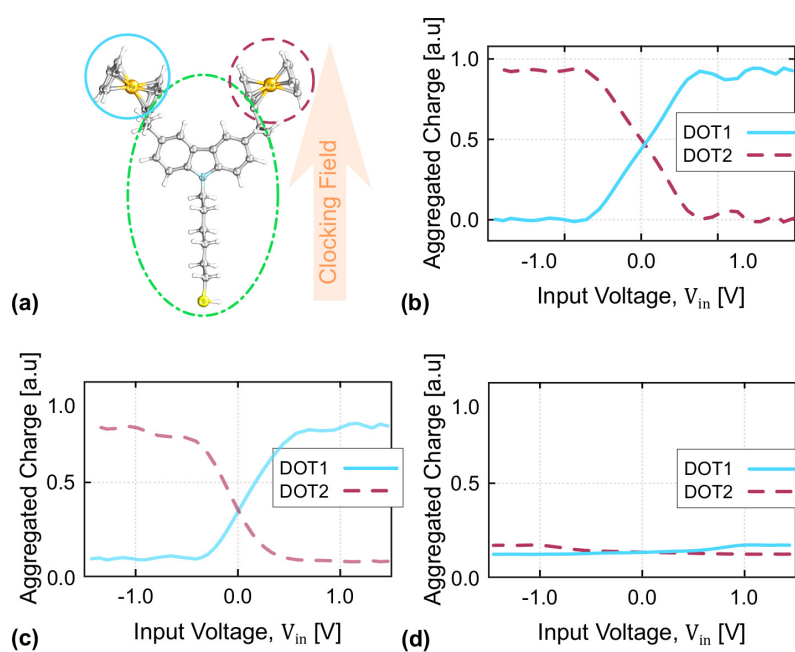 Clocking Field
(a)
Aggregated Charge [a.u]
1.0
0.5
0.0
DOT1
DOT2
-1.0 0.0 1.0
Input Voltage, Vin [V]
(b)
Aggregated Charge [a.u]
1.0
0.5
0.0
DOT1
DOT2
-1.0 0.0 1.0
Input Voltage, Vin [V]
(c)
Aggregated Charge [a.u]
1.0
0.5
0.0
DOT1
DOT2
-1.0 0.0 1.0
Input Voltage, Vin [V]
(d)